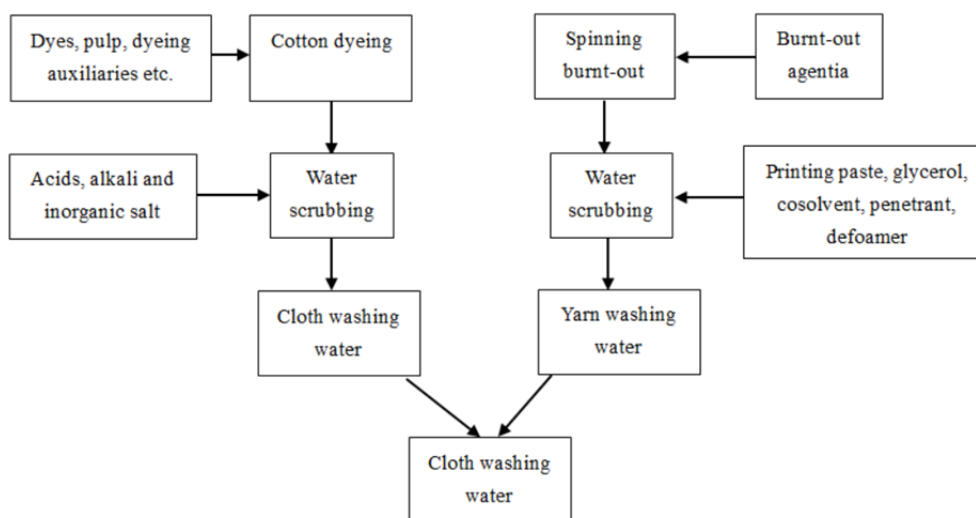 Dyes, pulp, dyeing
auxiliaries etc.
Cotton dyeing
Spinning
burnt-out
Burnt-out
agentia
Acids, alkali and
inorganic salt
Water
scrubbing
Water
scrubbing
Printing paste, glycerol,
cosolvent, penetrant,
defoamer
Cloth washing
water
Yarn washing
water
Cloth washing
water